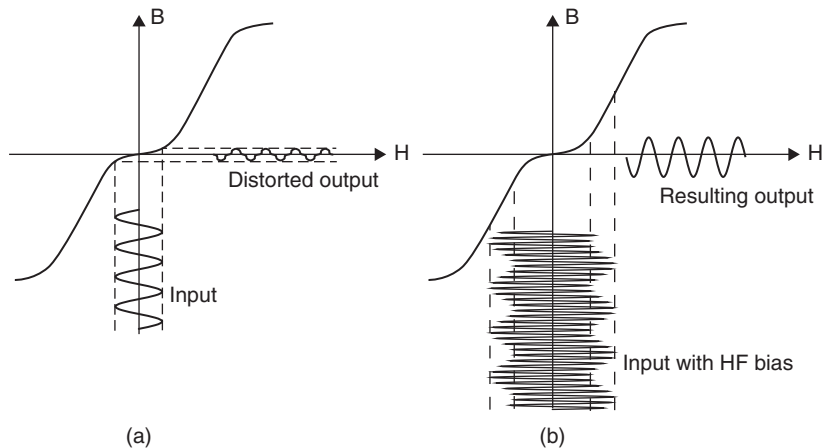 B
H
Distorted output
Input
(a)
B
H
Resulting output
Input with HF bias
(b)